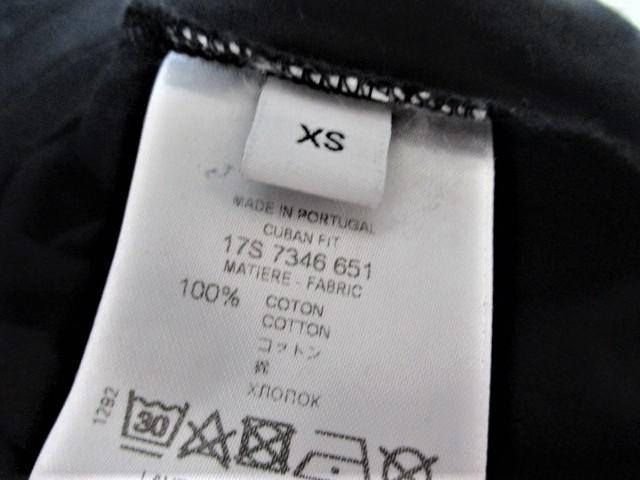 XS
MADE IN PORTUGAL
CUBAN FIT
17S 7346 651
MATIERE - FABRIC
100% COTON
COTTON
コットン
棉
ХЛОПОК
1292
30